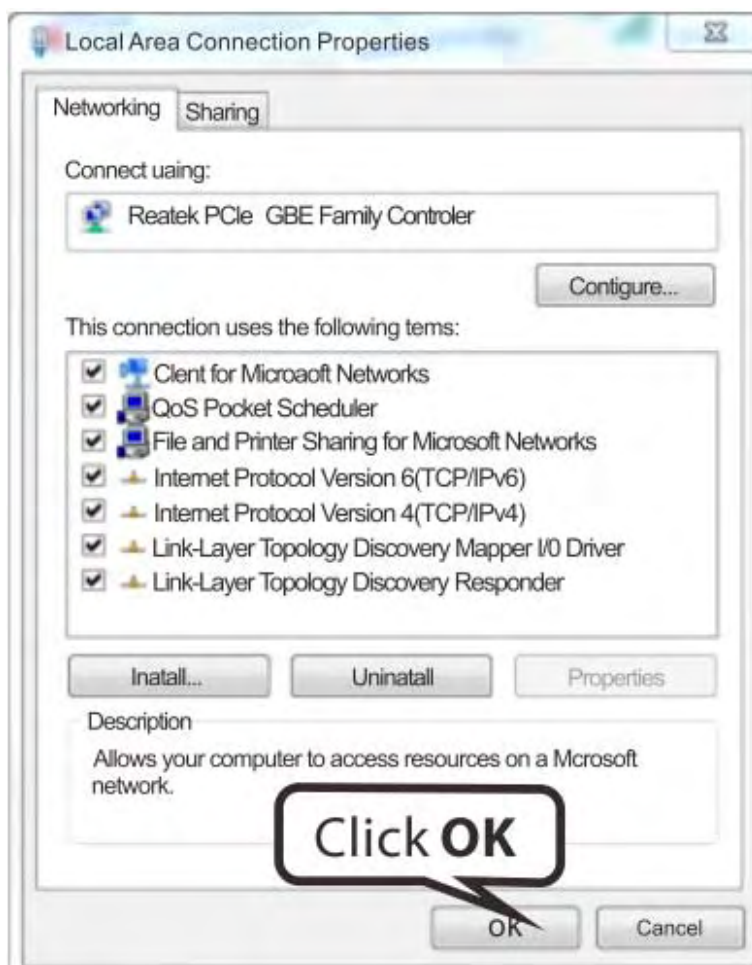 Local Area Connection Properties
Networking
Sharing
Connect uaing:
Reatek PCIe GBE Family Controler
Contigure...
This connection uses the following tems:
Clent for Microaoft Networks
QoS Pocket Scheduler
File and Printer Sharing for Microsoft Networks
Internet Protocol Version 6(TCP/IPv6)
Internet Protocol Version 4(TCP/IPv4)
Link-Layer Topology Discovery Mapper I/0 Driver
Link-Layer Topology Discovery Responder
Inatall...
Uninatall
Properties
Description
Allows your computer to access resources on a Mcrosoft
network.
Click OK
OK
Cancel